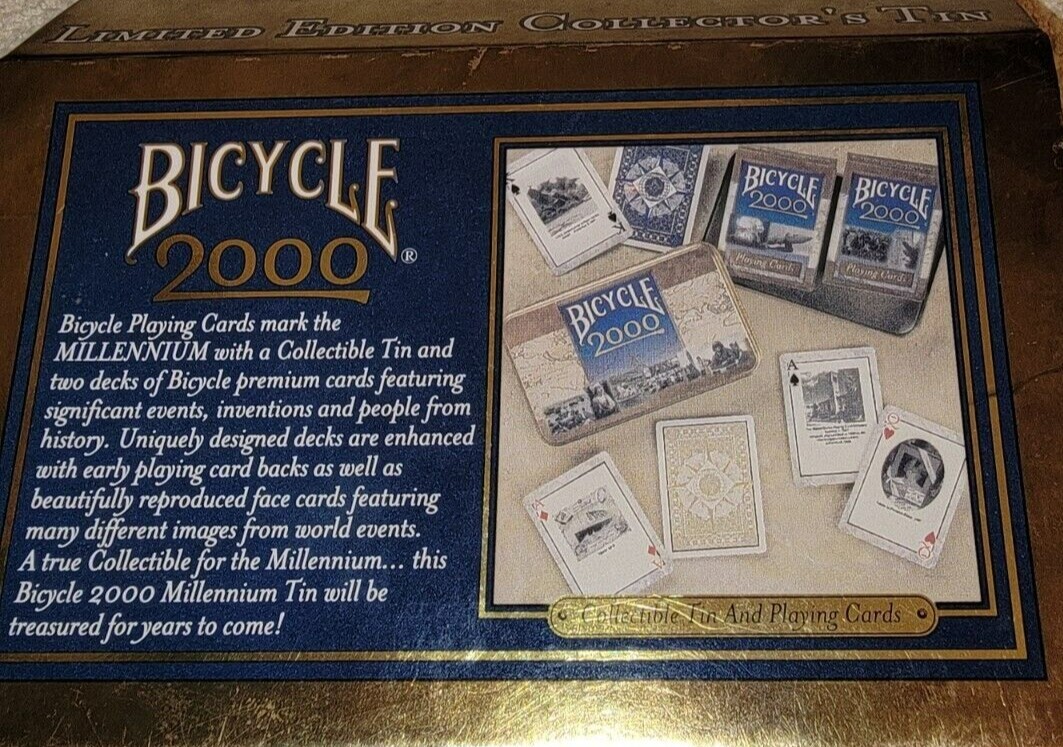 LIMITED EDITION COLLECTOR'S TIN
BICYCLE
2000®
Bicycle Playing Cards mark the
MILLENNIUM with a Collectible Tin and
two decks of Bicycle premium cards featuring
significant events, inventions and people from
history. Uniquely designed decks are enhanced
with early playing card backs as well as
beautifully reproduced face cards featuring
many different images from world events.
A true Collectible for the Millennium... this
Bicycle 2000 Millennium Tin will be
treasured for years to come!
BICYCLE
2000
Playing Cards
BICYCLE
2000
Playing Cards
BICYCLE
2000
A
Q
Collectible Tin And Playing Cards